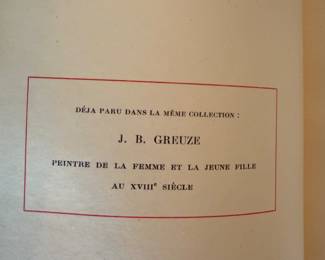 DÉJA PARU DANS LA MÊME COLLECTION :
J. B. GREUZE
PEINTRE DE LA FEMME ET LA JEUNE FILLE
AU XVIIIᵉ SIÈCLE